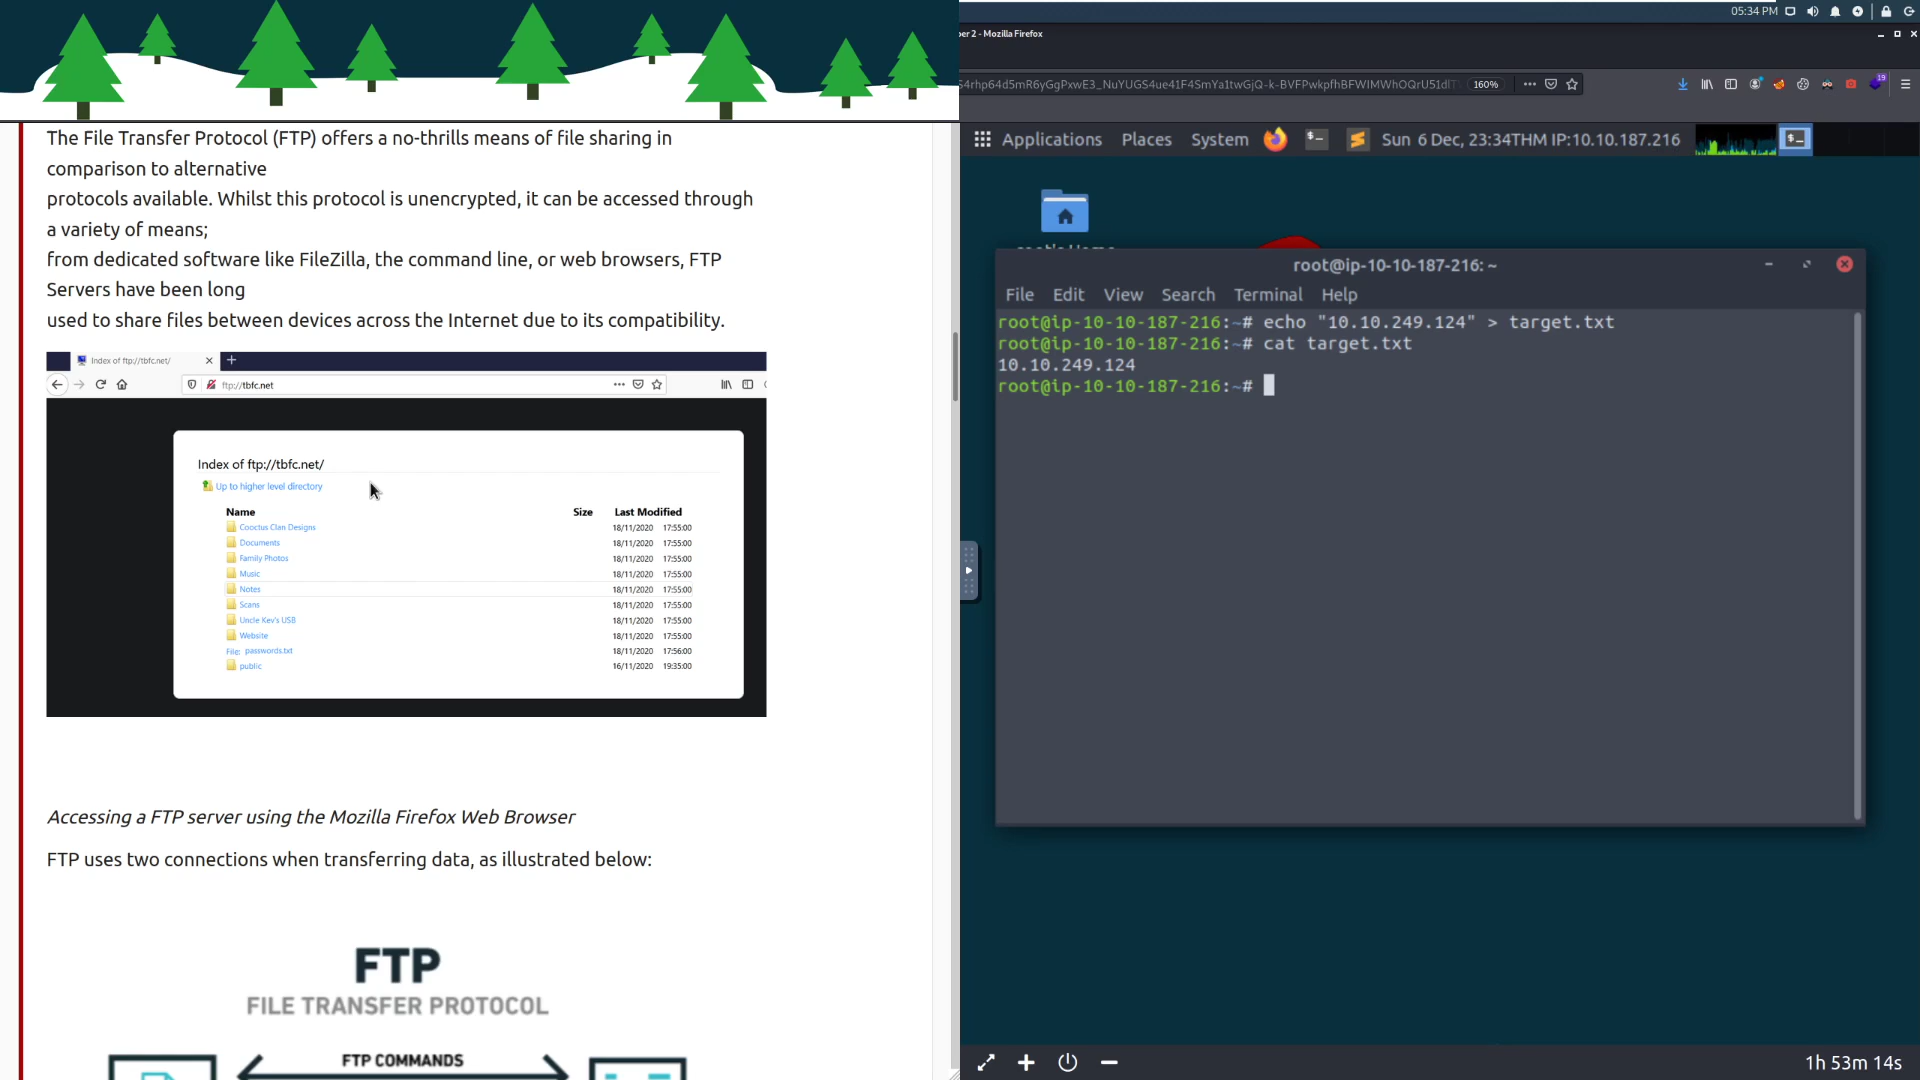 The File Transfer Protocol (FTP) offers a no-thrills means of file sharing in
comparison to alternative
protocols available. Whilst this protocol is unencrypted, it can be accessed through
a variety of means;
from dedicated software like FileZilla, the command line, or web browsers, FTP
Servers have been long
used to share files between devices across the Internet due to its compatibility.
Index of ftp://tbfc.net/
ftp://tbfc.net
Index of ftp://tbfc.net/
Up to higher level directory
Name Size Last Modified
Cooctus Clan Designs 18/11/2020 17:55:00
Documents 18/11/2020 17:55:00
Family Photos 18/11/2020 17:55:00
Music 18/11/2020 17:55:00
Notes 18/11/2020 17:55:00
Scans 18/11/2020 17:55:00
Uncle Kev's USB 18/11/2020 17:55:00
Website 18/11/2020 17:55:00
File: passwords.txt 18/11/2020 17:56:00
public 16/11/2020 19:35:00
Accessing a FTP server using the Mozilla Firefox Web Browser
FTP uses two connections when transferring data, as illustrated below:
FTP
FILE TRANSFER PROTOCOL
FTP COMMANDS
05:34 PM
er 2 - Mozilla Firefox
160%
19
Applications Places System Sun 6 Dec, 23:34 THM IP:10.10.187.216
root@ip-10-10-187-216: ~
File Edit View Search Terminal Help
root@ip-10-10-187-216:~# echo "10.10.249.124" > target.txt
root@ip-10-10-187-216:~# cat target.txt
10.10.249.124
root@ip-10-10-187-216:~#
1h 53m 14s